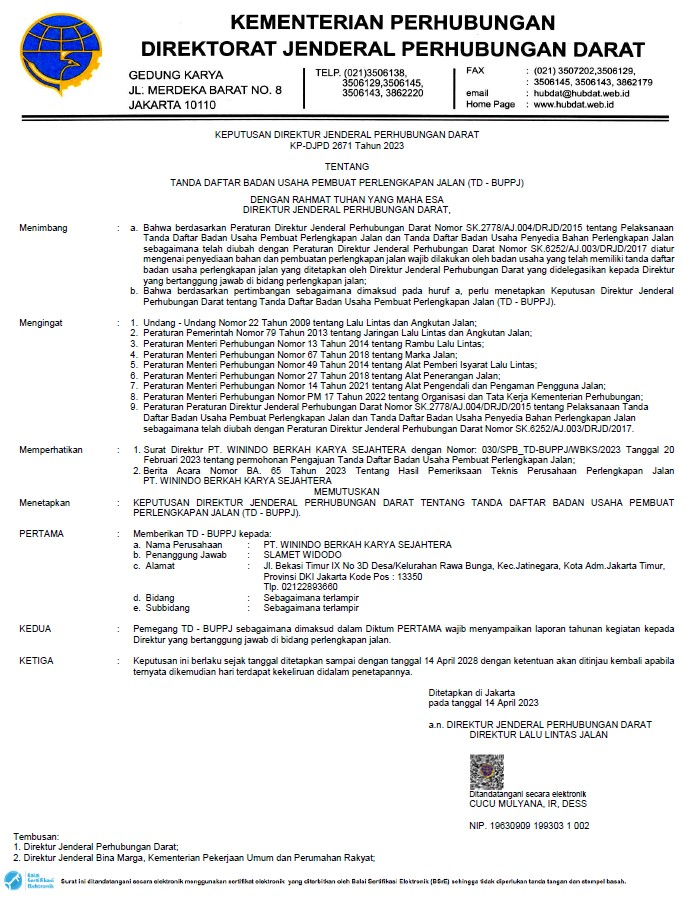 KEMENTERIAN PERHUBUNGAN
DIREKTORAT JENDERAL PERHUBUNGAN DARAT
GEDUNG KARYA
JL: MERDEKA BARAT NO. 8
JAKARTA 10110
TELP. (021)3506138,
3506129,3506145,
3506143, 3862220
FAX : (021) 3507202,3506129,
: 3506145, 3506143, 3862179
email : hubdat@hubdat.web.id
Home Page : www.hubdat.web.id
KEPUTUSAN DIREKTUR JENDERAL PERHUBUNGAN DARAT
KP-DJPD 2671 Tahun 2023
TENTANG
TANDA DAFTAR BADAN USAHA PEMBUAT PERLENGKAPAN JALAN (TD - BUPPJ)
DENGAN RAHMAT TUHAN YANG MAHA ESA
DIREKTUR JENDERAL PERHUBUNGAN DARAT,
Menimbang : a. Bahwa berdasarkan Peraturan Direktur Jenderal Perhubungan Darat Nomor SK.2778/AJ.004/DRJD/2015 tentang Pelaksanaan
Tanda Daftar Badan Usaha Pembuat Perlengkapan Jalan dan Tanda Daftar Badan Usaha Penyedia Bahan Perlengkapan Jalan
sebagaimana telah diubah dengan Peraturan Direktur Jenderal Perhubungan Darat Nomor SK.6252/AJ.003/DRJD/2017 diatur
mengenai penyediaan bahan dan pembuatan perlengkapan jalan wajib dilakukan oleh badan usaha yang telah memiliki tanda daftar
badan usaha perlengkapan jalan yang ditetapkan oleh Direktur Jenderal Perhubungan Darat yang didelegasikan kepada Direktur
yang bertanggung jawab di bidang perlengkapan jalan;
b. Bahwa berdasarkan pertimbangan sebagaimana dimaksud pada huruf a, perlu menetapkan Keputusan Direktur Jenderal
Perhubungan Darat tentang Tanda Daftar Badan Usaha Pembuat Perlengkapan Jalan (TD - BUPPJ).
Mengingat : 1. Undang - Undang Nomor 22 Tahun 2009 tentang Lalu Lintas dan Angkutan Jalan;
2. Peraturan Pemerintah Nomor 79 Tahun 2013 tentang Jaringan Lalu Lintas dan Angkutan Jalan;
3. Peraturan Menteri Perhubungan Nomor 13 Tahun 2014 tentang Rambu Lalu Lintas;
4. Peraturan Menteri Perhubungan Nomor 67 Tahun 2018 tentang Marka Jalan;
5. Peraturan Menteri Perhubungan Nomor 49 Tahun 2014 tentang Alat Pemberi Isyarat Lalu Lintas;
6. Peraturan Menteri Perhubungan Nomor 27 Tahun 2018 tentang Alat Penerangan Jalan;
7. Peraturan Menteri Perhubungan Nomor 14 Tahun 2021 tentang Alat Pengendali dan Pengaman Pengguna Jalan;
8. Peraturan Menteri Perhubungan Nomor PM 17 Tahun 2022 tentang Organisasi dan Tata Kerja Kementerian Perhubungan;
9. Peraturan Peraturan Direktur Jenderal Perhubungan Darat Nomor SK.2778/AJ.004/DRJD/2015 tentang Pelaksanaan Tanda
Daftar Badan Usaha Pembuat Perlengkapan Jalan dan Tanda Daftar Badan Usaha Penyedia Bahan Perlengkapan Jalan
sebagaimana telah diubah dengan Peraturan Direktur Jenderal Perhubungan Darat Nomor SK.6252/AJ.003/DRJD/2017.
Memperhatikan : 1. Surat Direktur PT. WININDO BERKAH KARYA SEJAHTERA dengan Nomor: 030/SPB_TD-BUPPJ/WBKS/2023 Tanggal 20
Februari 2023 tentang permohonan Pengajuan Tanda Daftar Badan Usaha Pembuat Perlengkapan Jalan;
2. Berita Acara Nomor BA. 65 Tahun 2023 Tentang Hasil Pemeriksaan Teknis Perusahaan Perlengkapan Jalan
PT. WININDO BERKAH KARYA SEJAHTERA
MEMUTUSKAN
Menetapkan : KEPUTUSAN DIREKTUR JENDERAL PERHUBUNGAN DARAT TENTANG TANDA DAFTAR BADAN USAHA PEMBUAT
PERLENGKAPAN JALAN (TD - BUPPJ).
PERTAMA : Memberikan TD - BUPPJ kepada:
a. Nama Perusahaan : PT. WININDO BERKAH KARYA SEJAHTERA
b. Penanggung Jawab : SLAMET WIDODO
c. Alamat : Jl. Bekasi Timur IX No 3D Desa/Kelurahan Rawa Bunga, Kec.Jatinegara, Kota Adm.Jakarta Timur,
Provinsi DKI Jakarta Kode Pos : 13350
Tlp. 02122893660
d. Bidang : Sebagaimana terlampir
e. Subbidang : Sebagaimana terlampir
KEDUA : Pemegang TD - BUPPJ sebagaimana dimaksud dalam Diktum PERTAMA wajib menyampaikan laporan tahunan kegiatan kepada
Direktur yang bertanggung jawab di bidang perlengkapan jalan.
KETIGA : Keputusan ini berlaku sejak tanggal ditetapkan sampai dengan tanggal 14 April 2028 dengan ketentuan akan ditinjau kembali apabila
ternyata dikemudian hari terdapat kekeliruan didalam penetapannya.
Ditetapkan di Jakarta
pada tanggal 14 April 2023
a.n. DIREKTUR JENDERAL PERHUBUNGAN DARAT
DIREKTUR LALU LINTAS JALAN
Ditandatangani secara elektronik
CUCU MULYANA, IR, DESS
NIP. 19630909 199303 1 002
Tembusan:
1. Direktur Jenderal Perhubungan Darat;
2. Direktur Jenderal Bina Marga, Kementerian Pekerjaan Umum dan Perumahan Rakyat;
Balai
Sertifikasi
Elektronik
Surat ini ditandatangani secara elektronik menggunakan sertifikat elektronik yang diterbitkan oleh Balai Sertifikasi Elektronik (BSrE) sehingga tidak diperlukan tanda tangan dan stempel basah.